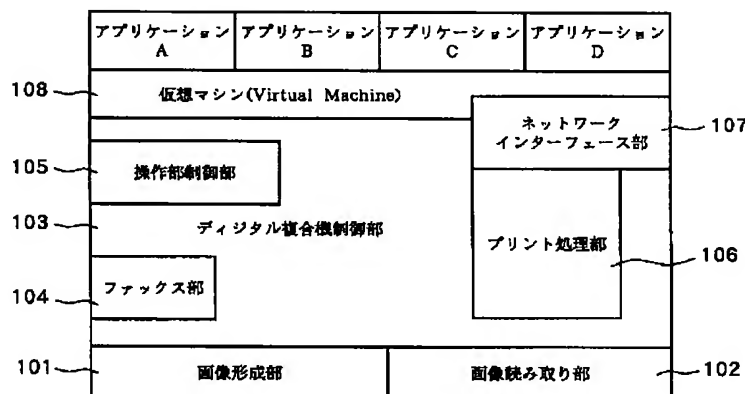 アプリケーション アプリケーション アプリケーション アプリケーション
A B C D
108 仮想マシン(Virtual Machine)
ネットワーク
インターフェース部 107
105 操作部制御部
103 ディジタル複合機制御部
プリント処理部 106
104 ファックス部
101 画像形成部 画像読み取り部 102